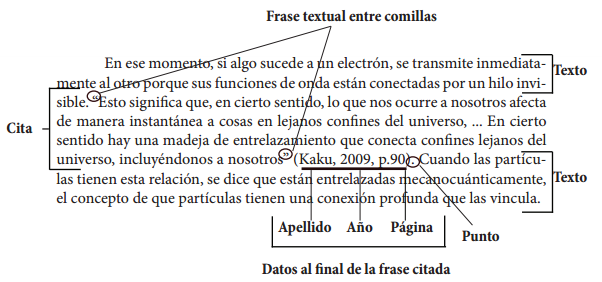 Frase textual entre comillas
En ese momento, si algo sucede a un electrón, se transmite inmediata-
mente al otro porque sus funciones de onda están conectadas por un hilo invi-
sible. “Esto significa que, en cierto sentido, lo que nos ocurre a nosotros afecta
de manera instantánea a cosas en lejanos confines del universo, ... En cierto
sentido hay una madeja de entrelazamiento que conecta confines lejanos del
universo, incluyéndonos a nosotros” (Kaku, 2009, p.90). Cuando las partícu-
las tienen esta relación, se dice que están entrelazadas mecanocuánticamente,
el concepto de que partículas tienen una conexión profunda que las vincula.
Texto
Cita
Texto
Apellido Año Página
Punto
Datos al final de la frase citada